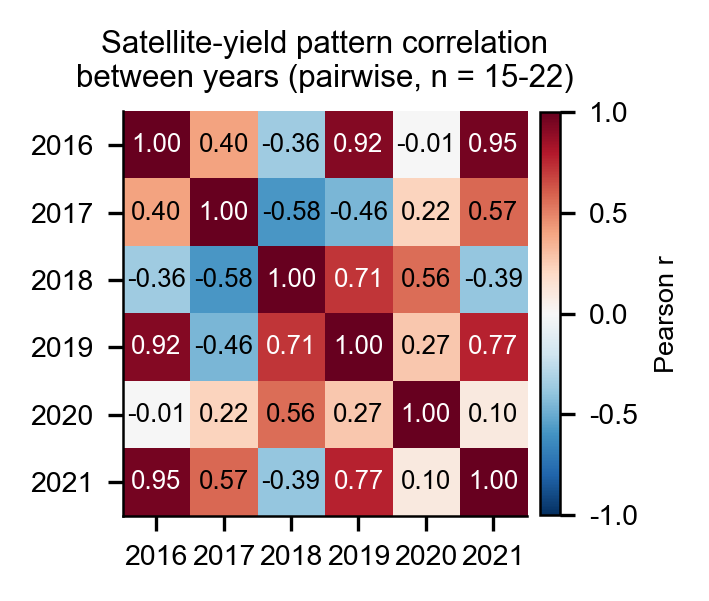 Satellite-yield pattern correlation
between years (pairwise, n = 15-22)
2016 1.00 0.40 -0.36 0.92 -0.01 0.95
2017 0.40 1.00 -0.58 -0.46 0.22 0.57
2018 -0.36 -0.58 1.00 0.71 0.56 -0.39
2019 0.92 -0.46 0.71 1.00 0.27 0.77
2020 -0.01 0.22 0.56 0.27 1.00 0.10
2021 0.95 0.57 -0.39 0.77 0.10 1.00
2016 2017 2018 2019 2020 2021
1.0
0.5
0.0
-0.5
-1.0
Pearson r